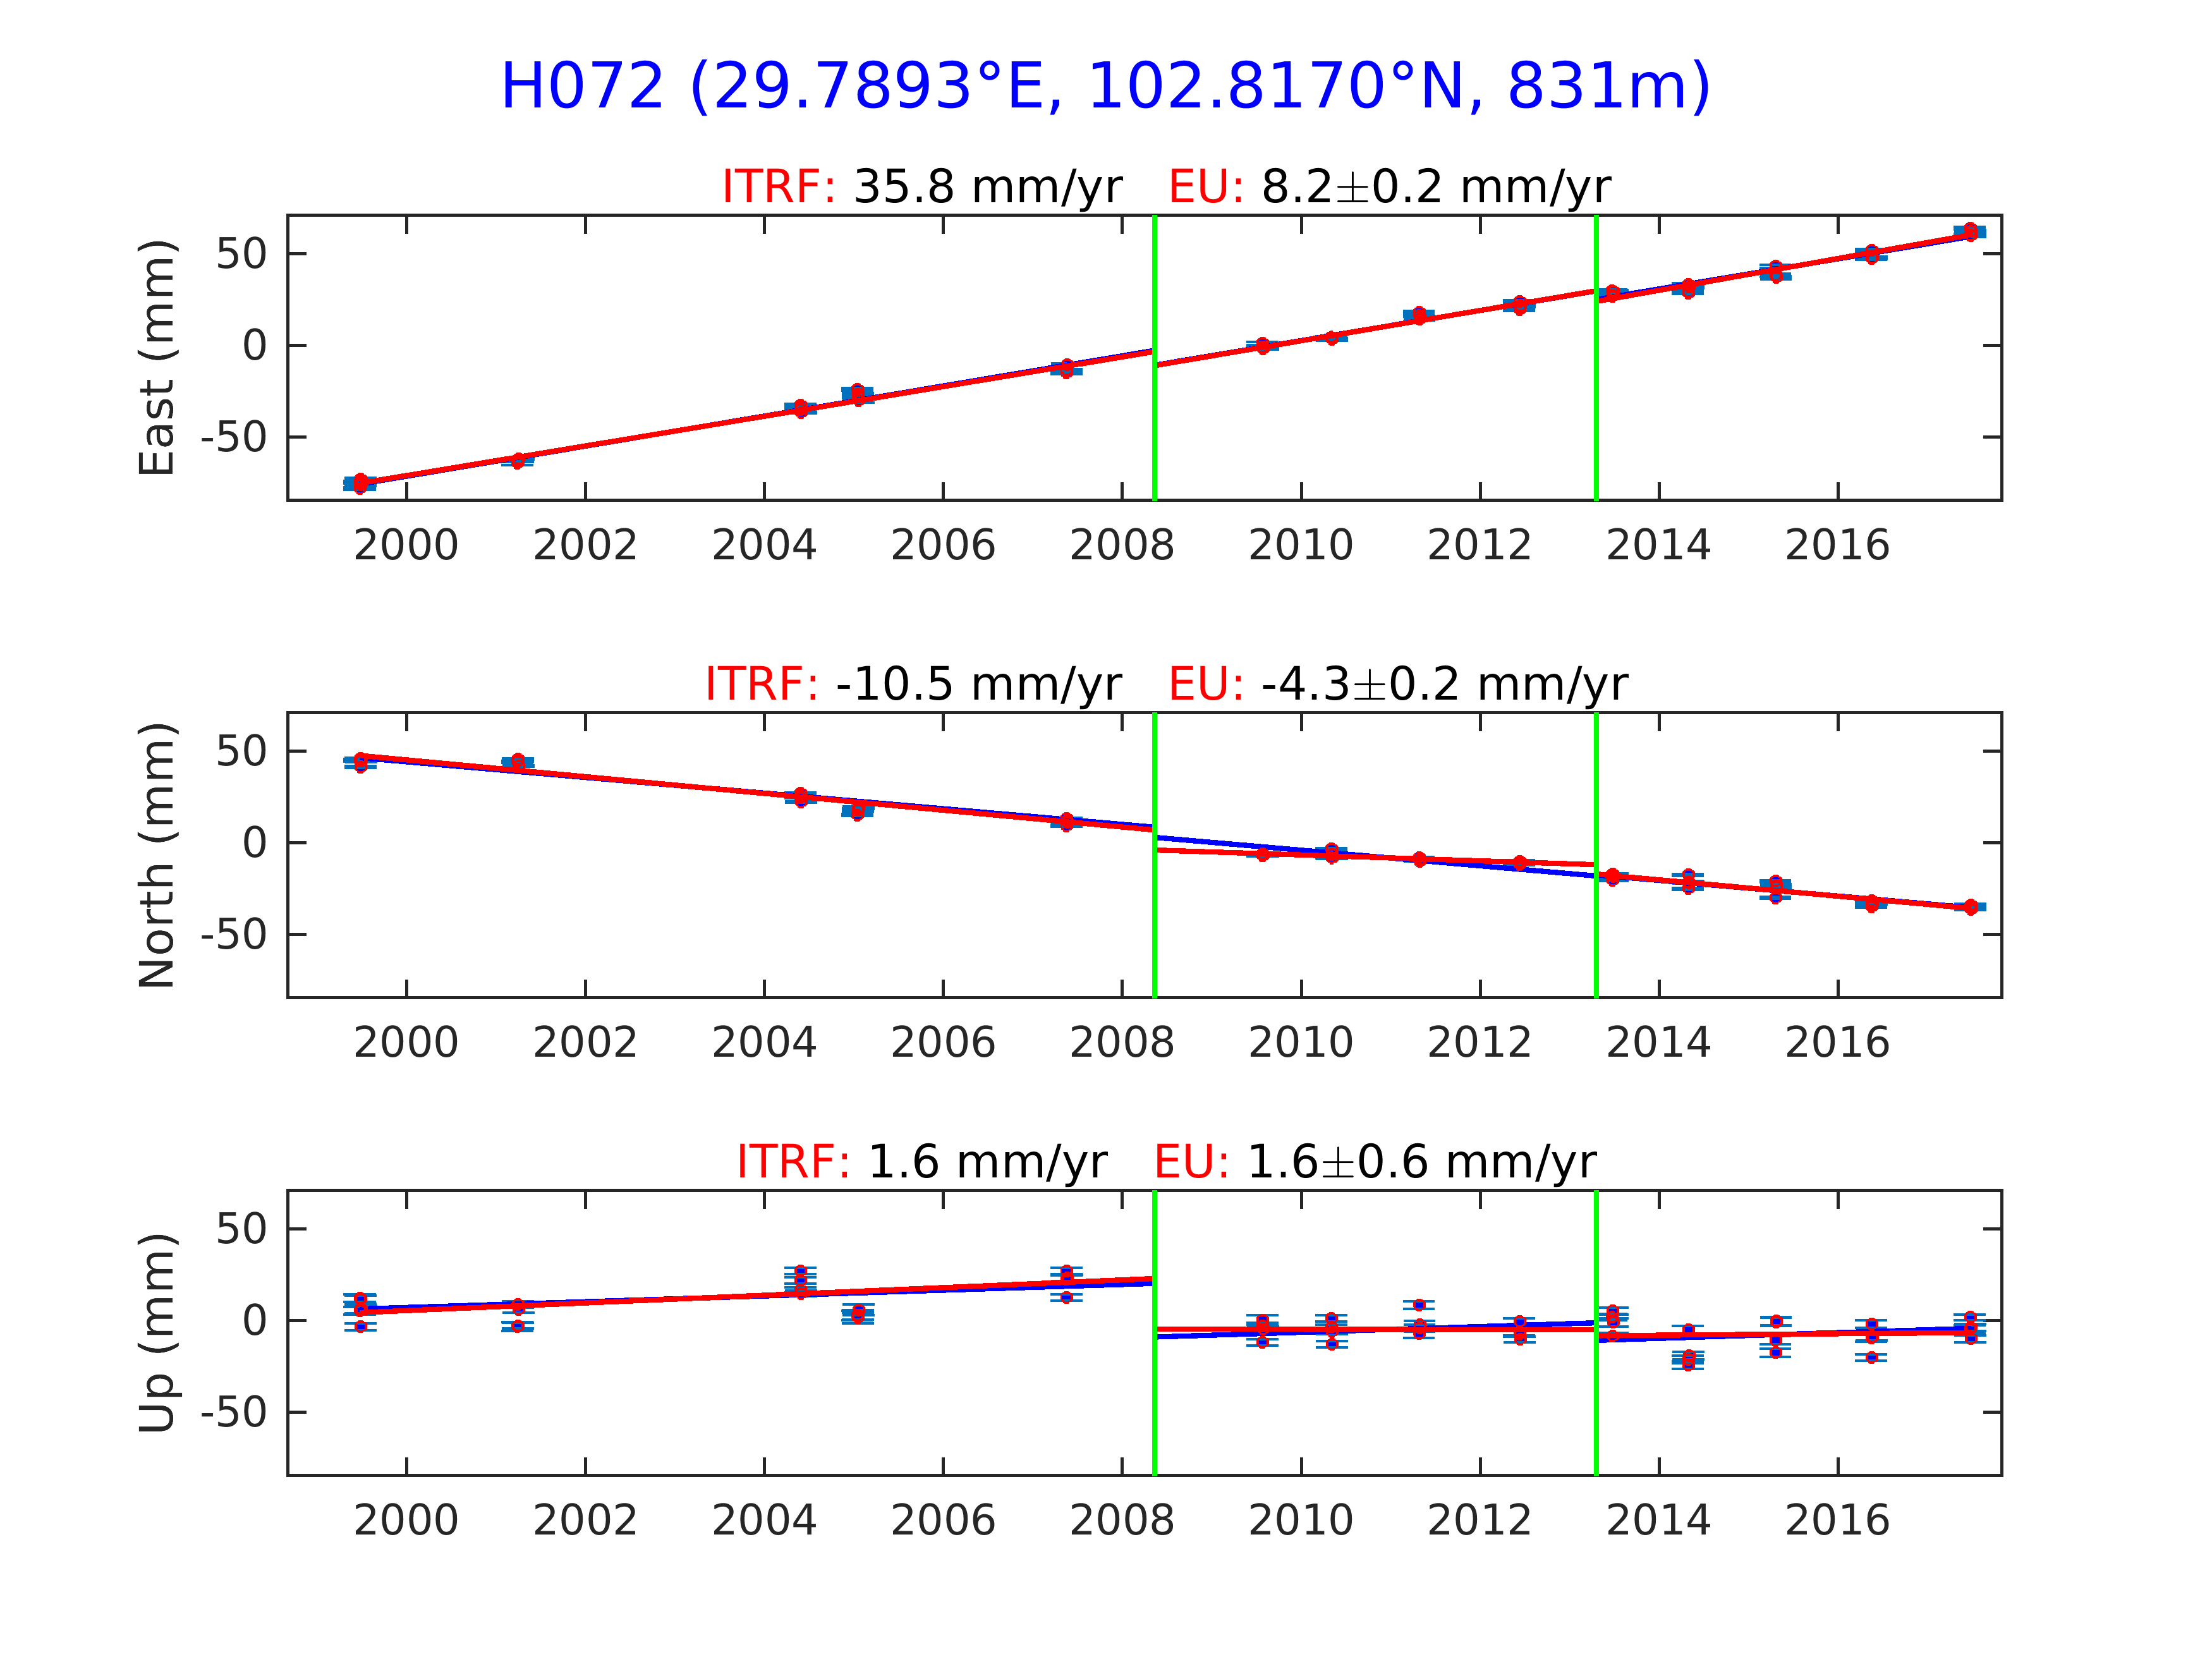 H072 (29.7893°E, 102.8170°N, 831m)
ITRF: 35.8 mm/yr EU: 8.2±0.2 mm/yr
East (mm)
50
0
-50
2000 2002 2004 2006 2008 2010 2012 2014 2016
ITRF: -10.5 mm/yr EU: -4.3±0.2 mm/yr
North (mm)
50
0
-50
2000 2002 2004 2006 2008 2010 2012 2014 2016
ITRF: 1.6 mm/yr EU: 1.6±0.6 mm/yr
Up (mm)
50
0
-50
2000 2002 2004 2006 2008 2010 2012 2014 2016